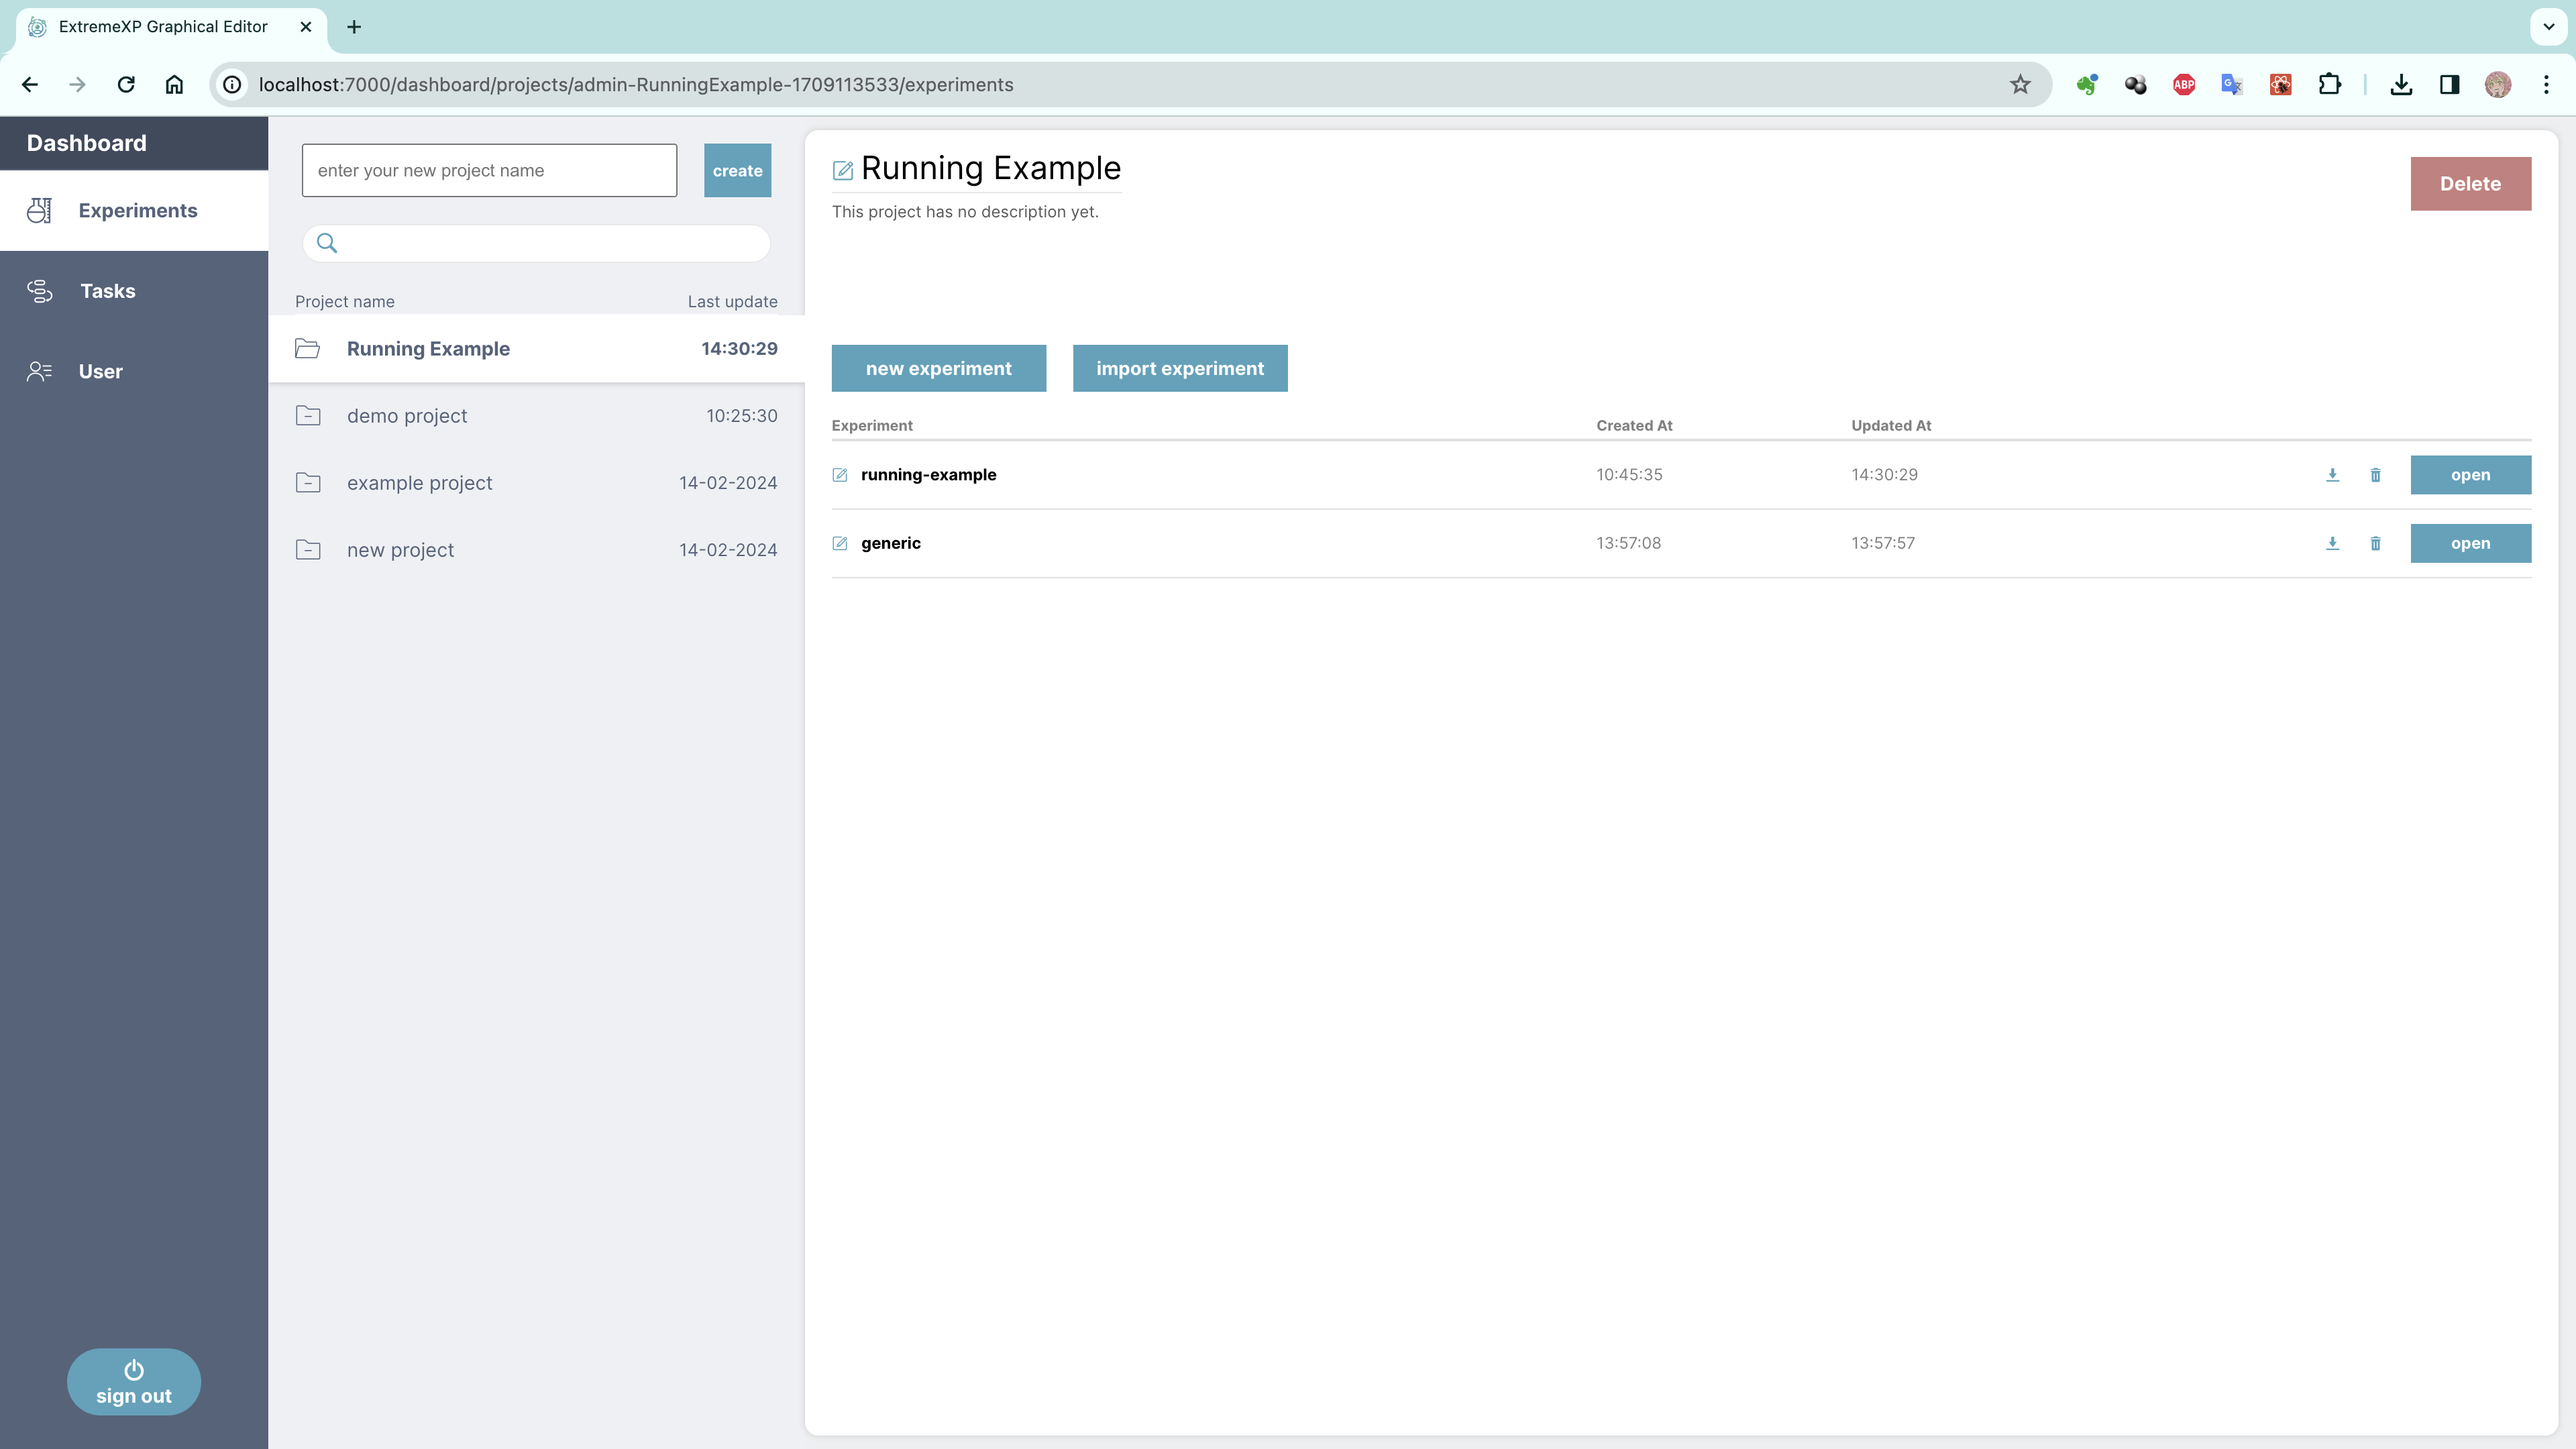 ExtremeXP Graphical Editor
localhost:7000/dashboard/projects/admin-RunningExample-1709113533/experiments
ABP
G
Dashboard
Experiments
Tasks
User
sign out
enter your new project name
create
Project name Last update
Running Example 14:30:29
demo project 10:25:30
example project 14-02-2024
new project 14-02-2024
Running Example
Delete
This project has no description yet.
new experiment import experiment
Experiment Created At Updated At
running-example 10:45:35 14:30:29 open
generic 13:57:08 13:57:57 open